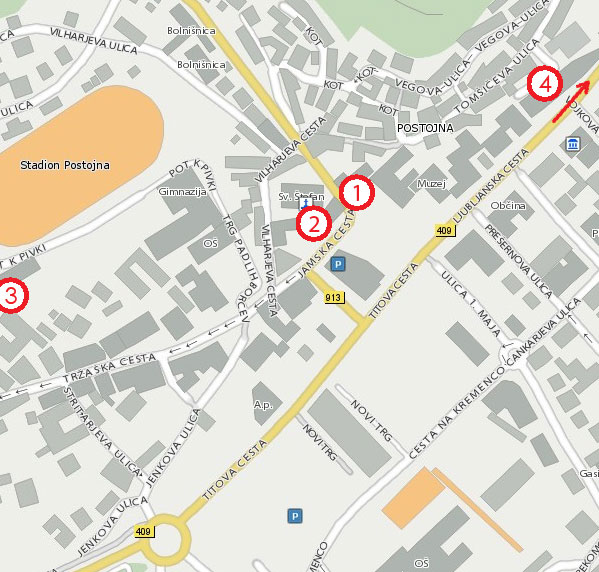 VILHARJEVA ULICA
Bolnišnica
Bolnišnica
KOT
KOT
KOT
KOT
VEGOVA-ULICA
VEGOVA-ULICA
TOMŠIČEVA-ULICA
4
POSTOJNA
Stadion Postojna
POT K PIVKI
Gimnazija
OŠ
VILHARJEVA CESTA
VILHARJEVA CESTA
TRG PADLIH BORCEV
Sv. Štefan
1
2
3
Muzej
LJUBLJANSKA CESTA
Občina
409
P
JAMSKA CESTA
913
TITOVA CESTA
PREŠERNOVA ULICA
ULICA 1. MAJA
CANKARJEVA ULICA
CESTA NA KREMENCO
TRŽAŠKA CESTA
STRITARJEVA ULICA
JENKOVA ULICA
JENKOVA ULICA
A.p.
NOVI TRG
NOVI TRG
TITOVA CESTA
P
409
OŠ